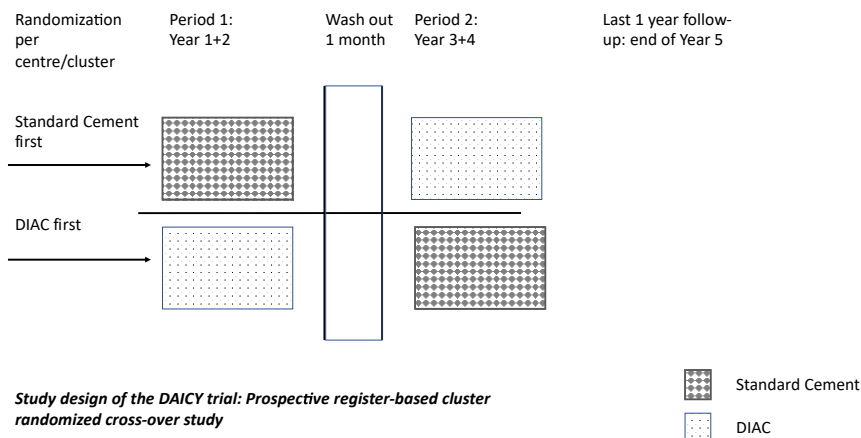 Randomization
per
centre/cluster
Period 1:
Year 1+2
Wash out
1 month
Period 2:
Year 3+4
Last 1 year follow-
up: end of Year 5
Standard Cement
first
DIAC first
Study design of the DAICY trial: Prospective register-based cluster
randomized cross-over study
Standard Cement
DIAC